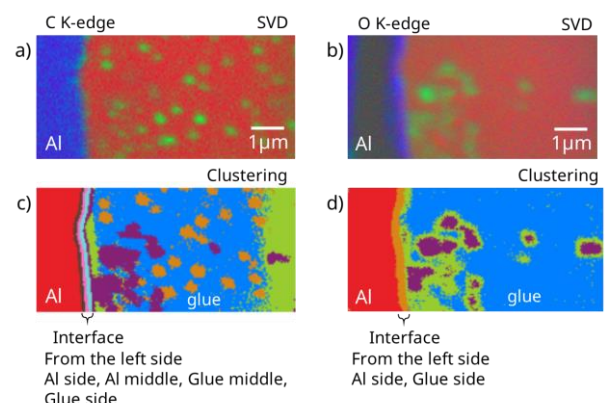 C K-edge SVD
a)
Al
1μm
O K-edge SVD
b)
Al
1μm
Clustering
c)
Al
glue
Interface
From the left side
Al side, Al middle, Glue middle,
Glue side
Clustering
d)
Al
glue
Interface
From the left side
Al side, Glue side